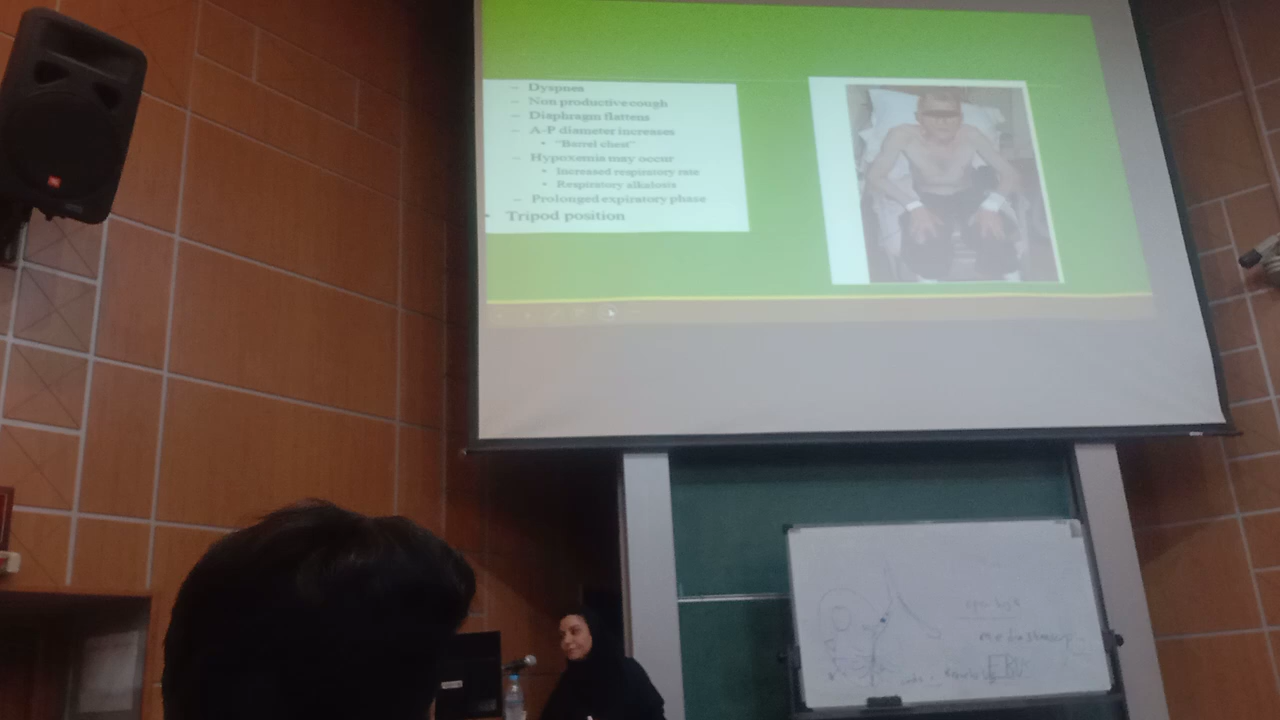 – Dyspnea
– Non productive cough
– Diaphragm flattens
– A-P diameter increases
• "Barrel chest"
– Hypoxemia may occur
• Increased respiratory rate
• Respiratory alkalosis
– Prolonged expiratory phase
• Tripod position